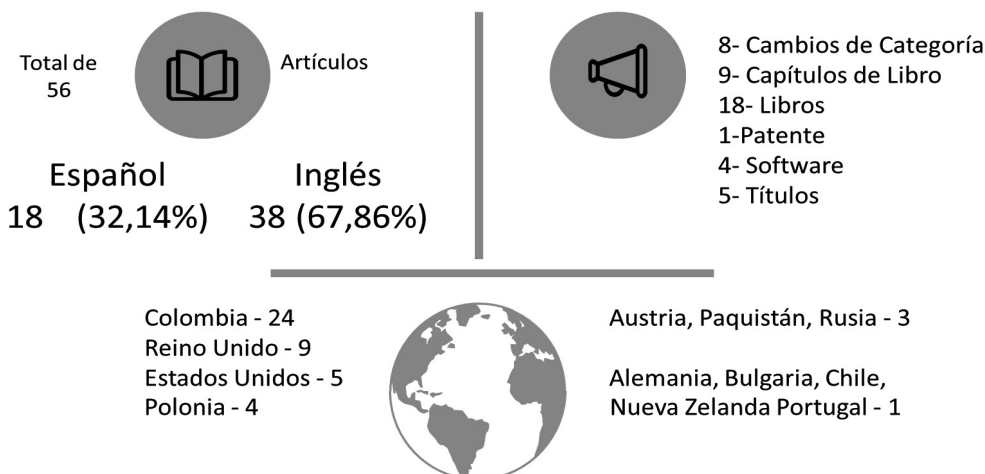 Total de
56
Artículos
Español
18 (32,14%)
Inglés
38 (67,86%)
8- Cambios de Categoría
9- Capítulos de Libro
18- Libros
1-Patente
4- Software
5- Títulos
Colombia - 24
Reino Unido - 9
Estados Unidos - 5
Polonia - 4
Austria, Paquistán, Rusia - 3
Alemania, Bulgaria, Chile,
Nueva Zelanda Portugal - 1